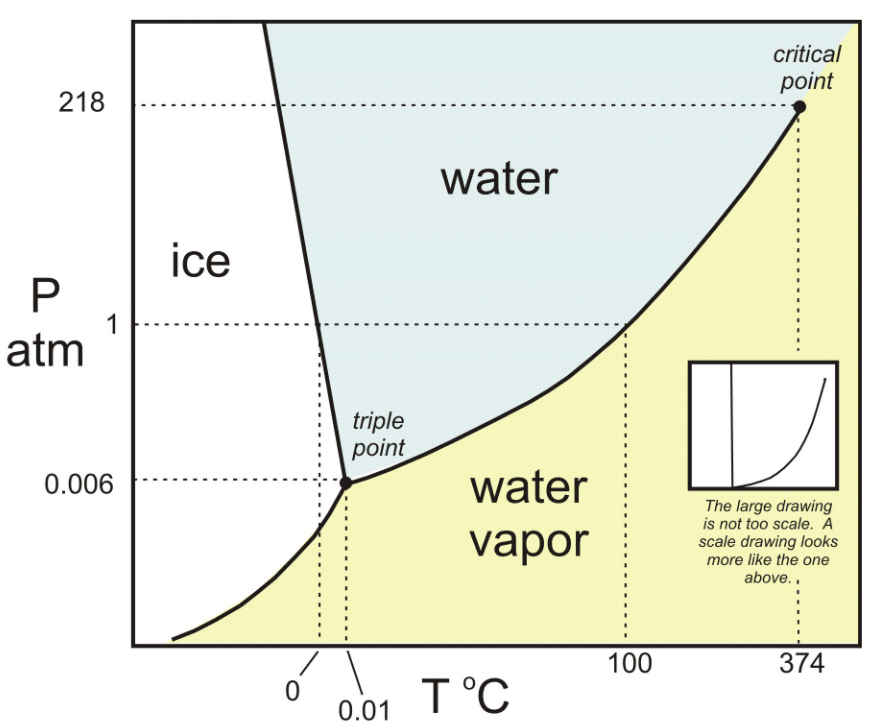 critical
point
218
water
ice
P
atm
1
triple
point
0.006
water
vapor
The large drawing
is not too scale. A
scale drawing looks
more like the one
above.
0
0.01
T °C
100
374